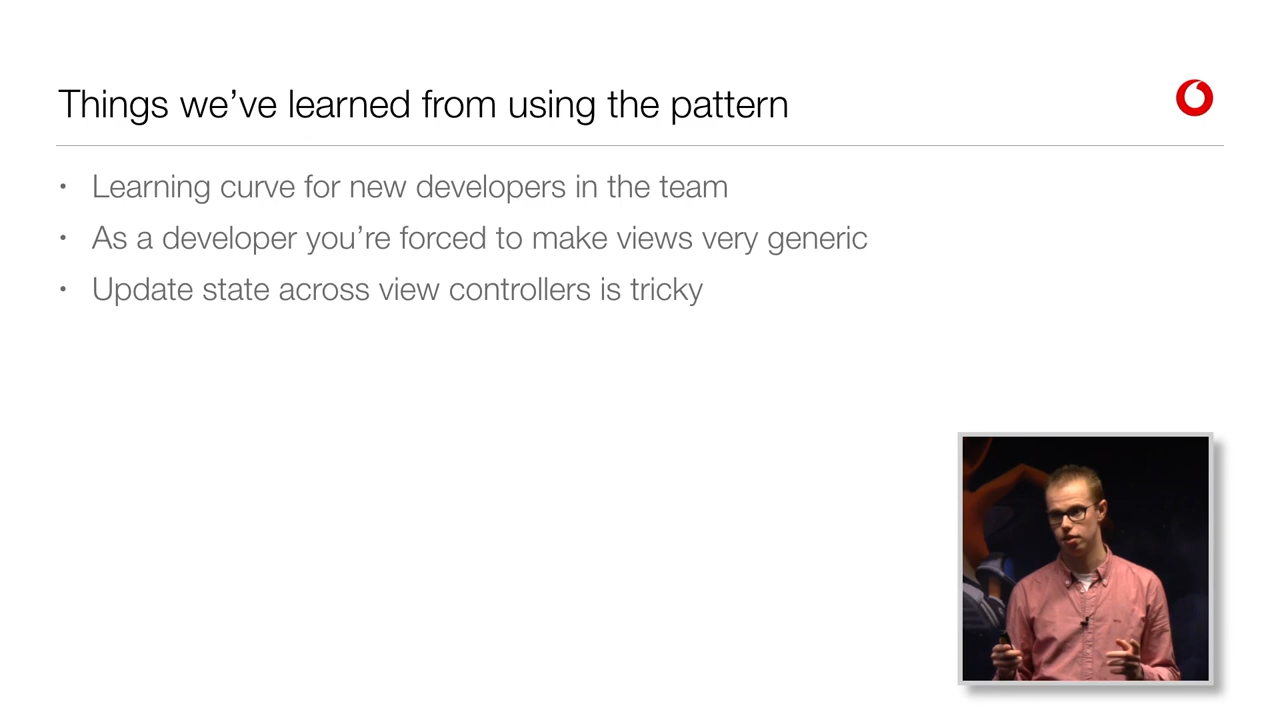 Things we’ve learned from using the pattern
• Learning curve for new developers in the team
• As a developer you’re forced to make views very generic
• Update state across view controllers is tricky